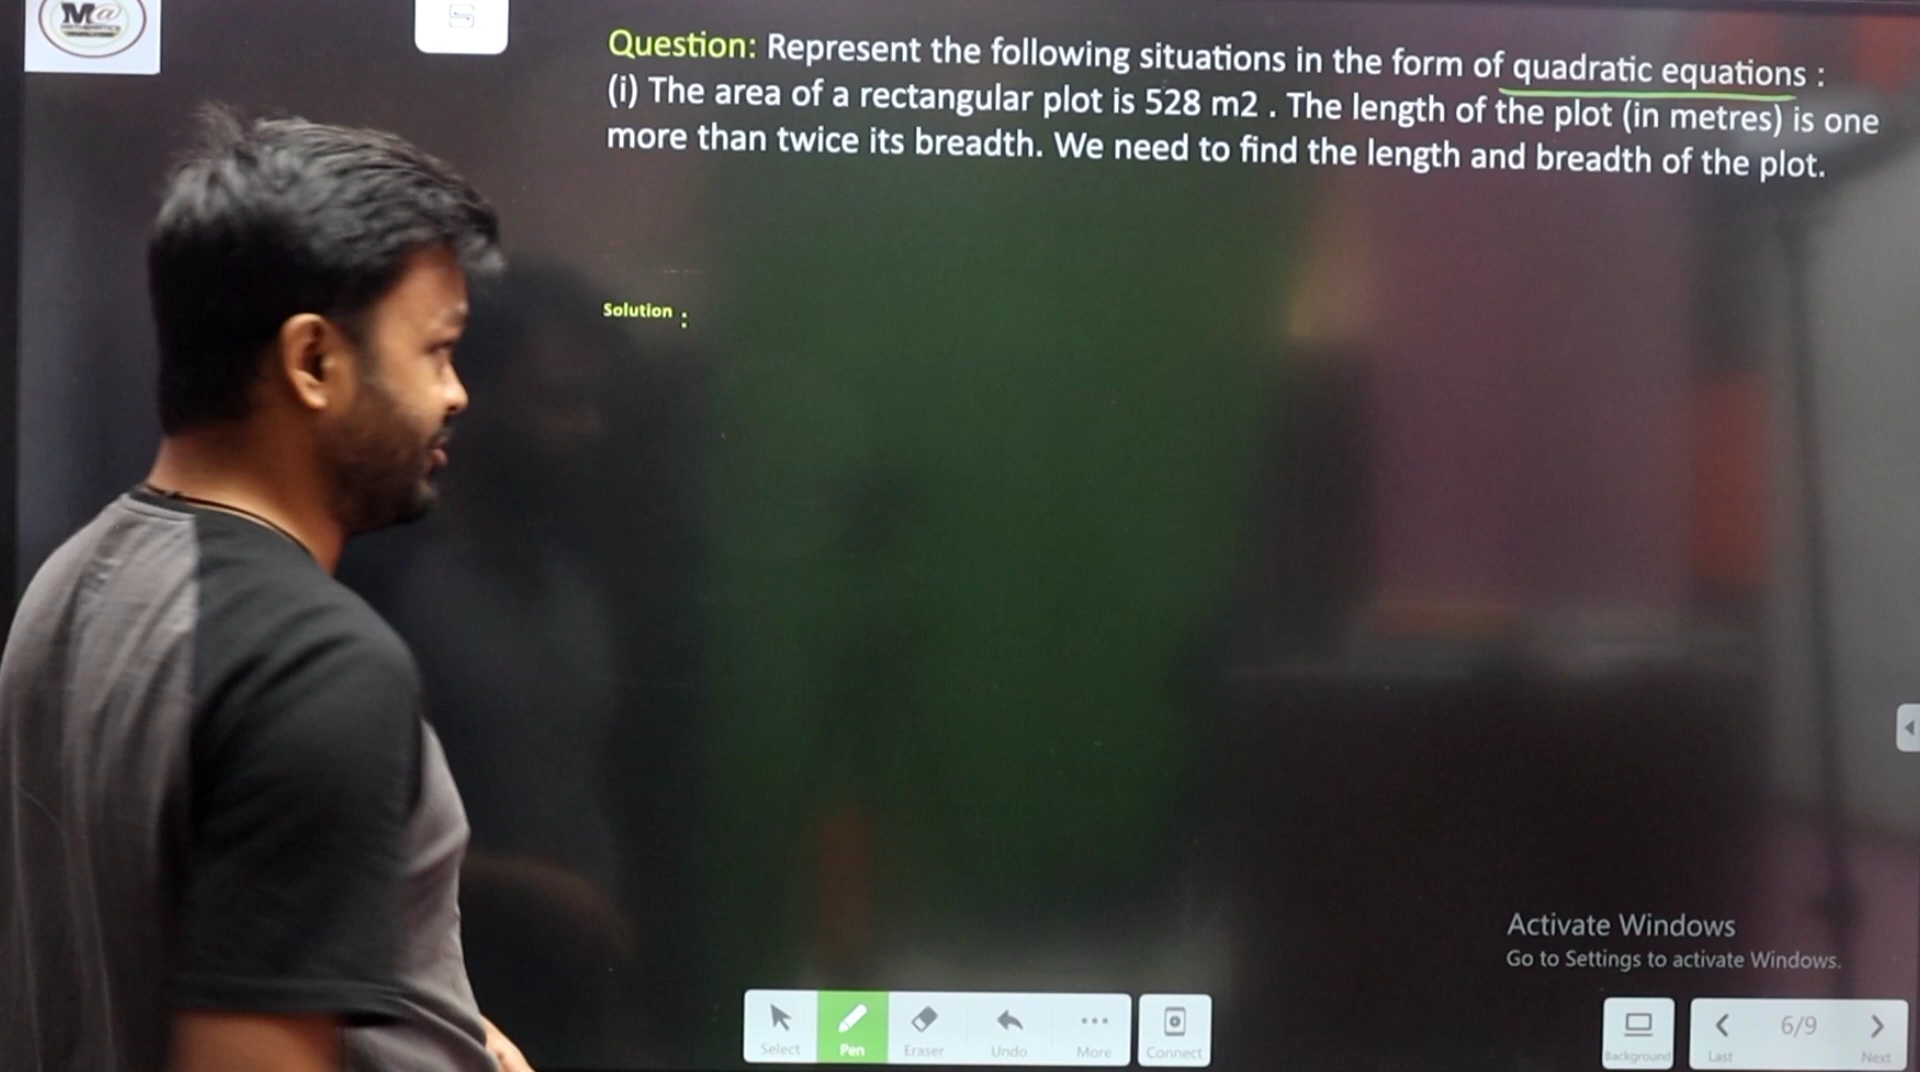 M@
Question: Represent the following situations in the form of quadratic equations :
(i) The area of a rectangular plot is 528 m2 . The length of the plot (in metres) is one
more than twice its breadth. We need to find the length and breadth of the plot.
Solution :
Activate Windows
Go to Settings to activate Windows.
Select
Pen
Eraser
Undo
More
Connect
Background
Last
6/9
Next